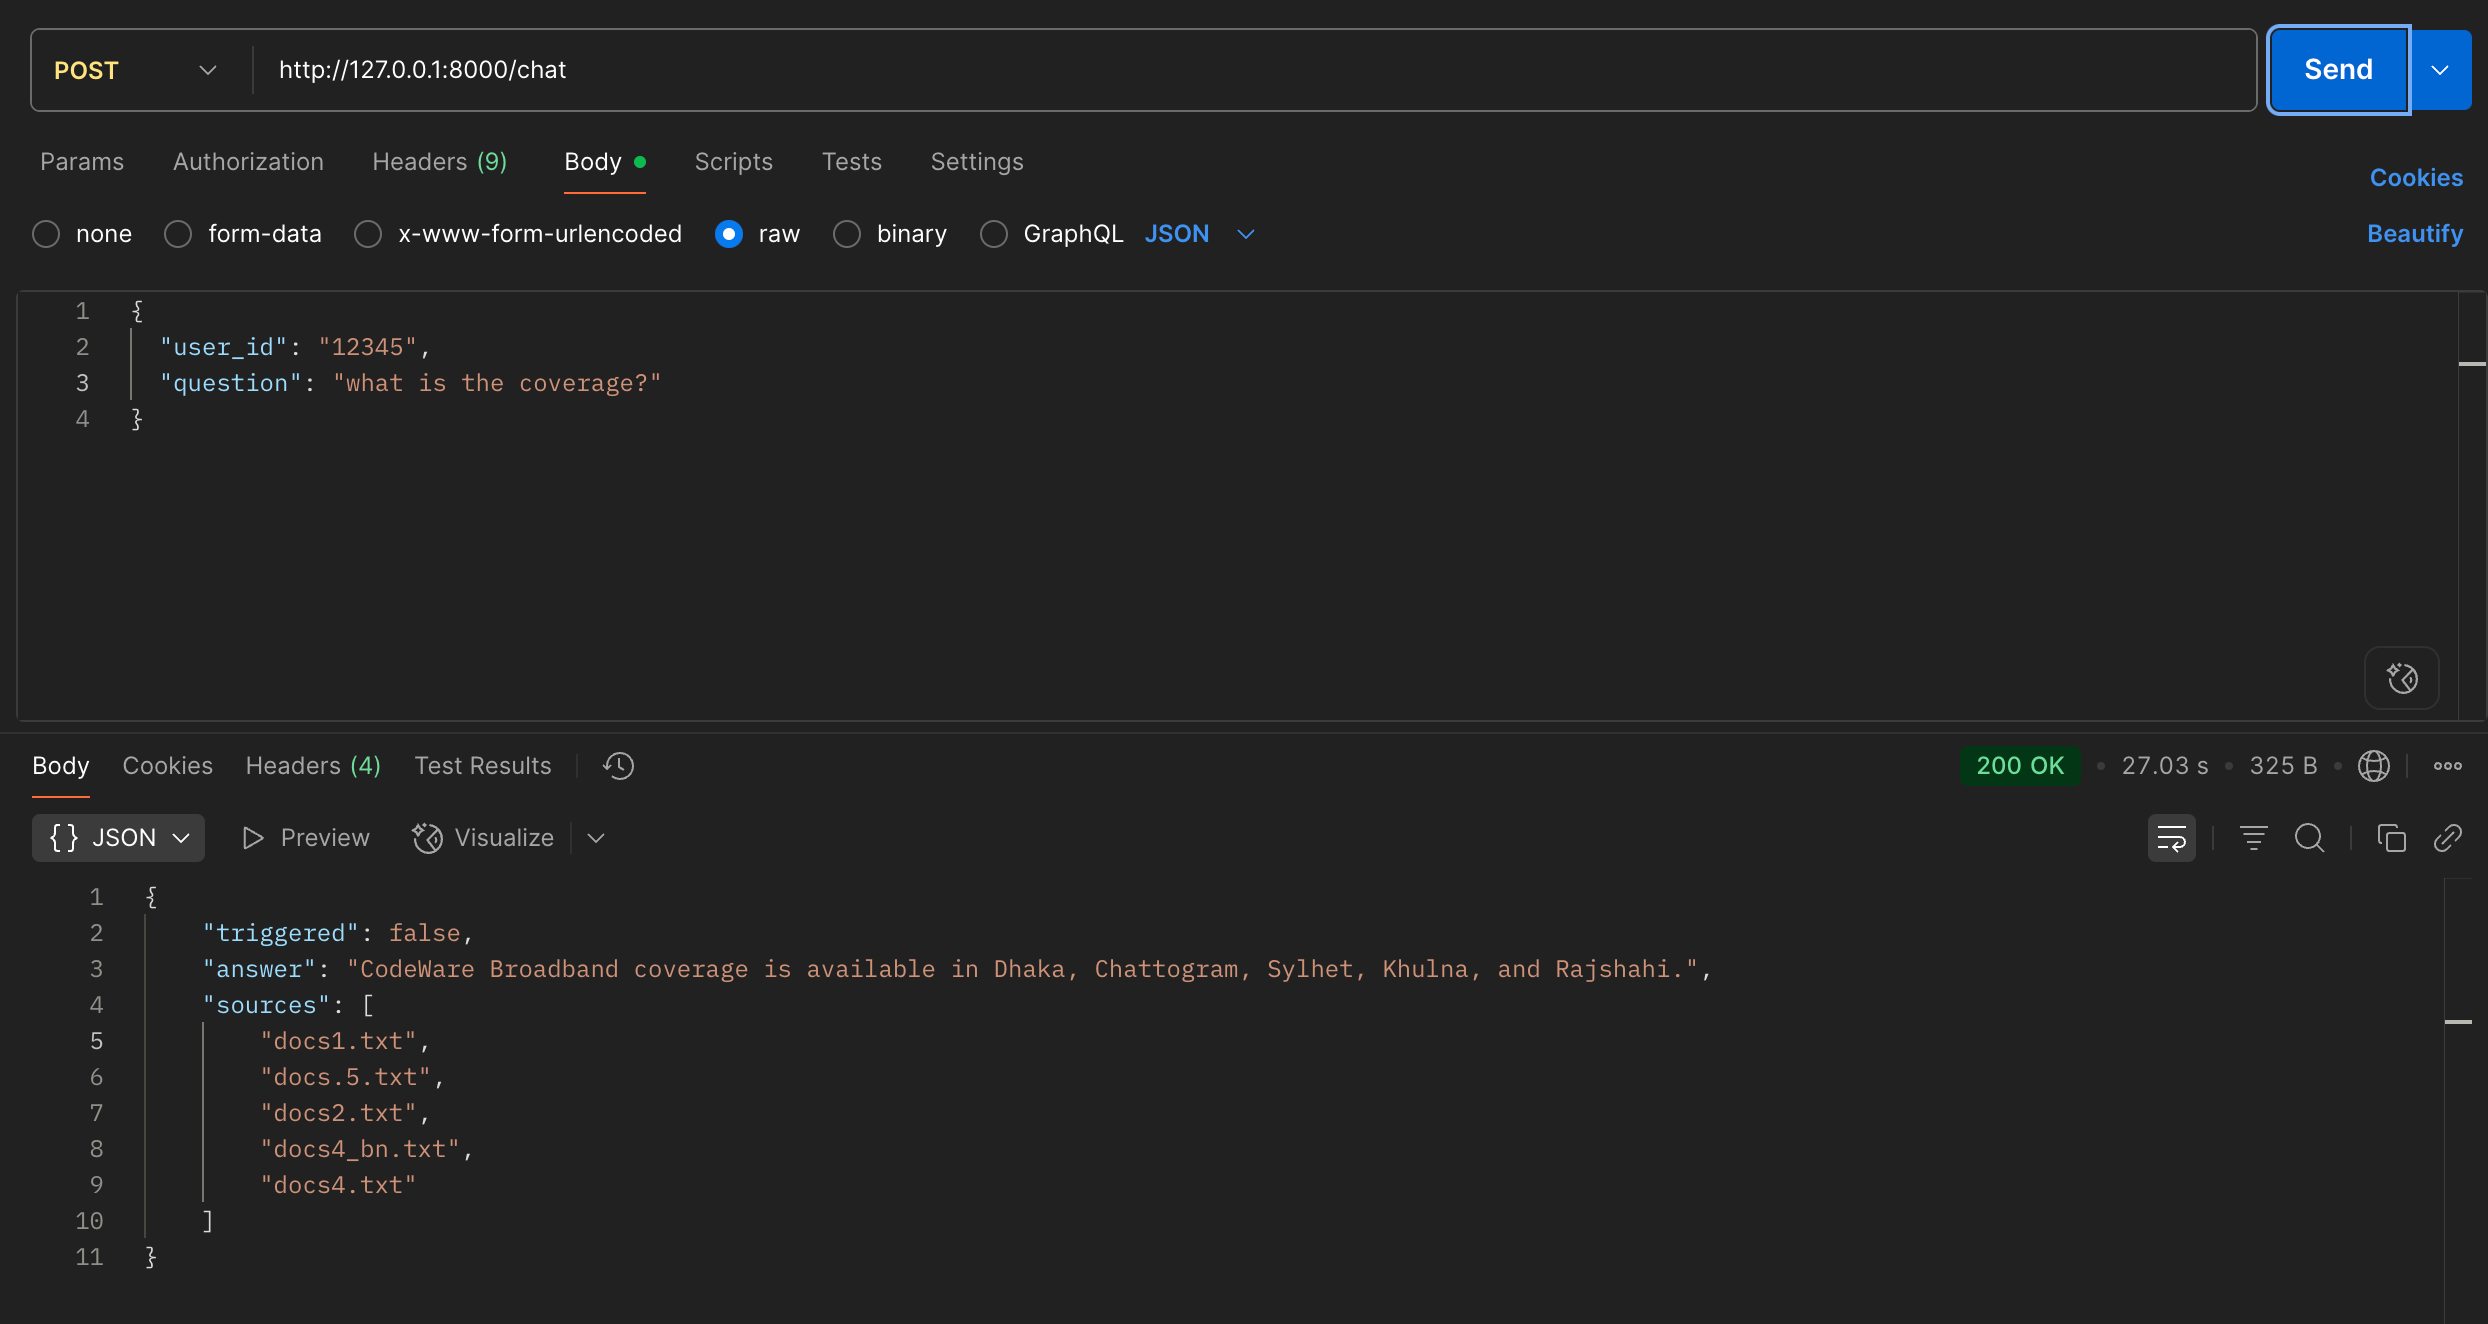 POST http://127.0.0.1:8000/chat Send
Params Authorization Headers (9) Body Scripts Tests Settings Cookies
none form-data x-www-form-urlencoded raw binary GraphQL JSON Beautify
1 {
2 "user_id": "12345",
3 "question": "what is the coverage?"
4 }
Body Cookies Headers (4) Test Results 200 OK • 27.03 s • 325 B •
{} JSON Preview Visualize
1 {
2 "triggered": false,
3 "answer": "CodeWare Broadband coverage is available in Dhaka, Chattogram, Sylhet, Khulna, and Rajshahi.",
4 "sources": [
5 "docs1.txt",
6 "docs.5.txt",
7 "docs2.txt",
8 "docs4_bn.txt",
9 "docs4.txt"
10 ]
11 }